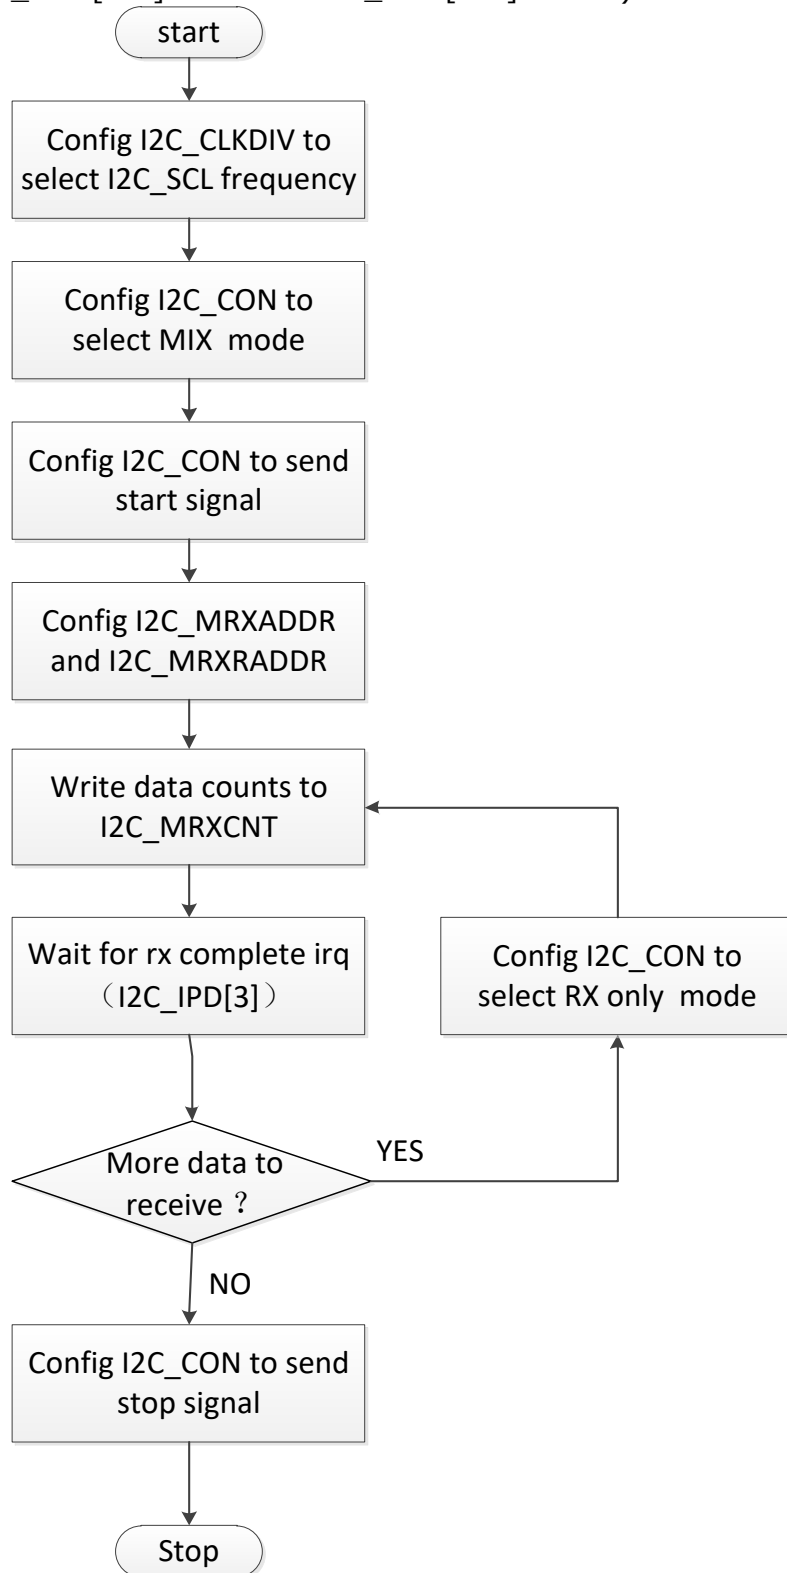 start
Config I2C_CLKDIV to
select I2C_SCL frequency
Config I2C_CON to
select MIX  mode
Config I2C_CON to send
start signal
Config I2C_MRXADDR
and I2C_MRXRADDR
Write data counts to
I2C_MRXCNT
Wait for rx complete irq
（I2C_IPD[3]）
Config I2C_CON to
select RX only  mode
More data to
receive？
YES
NO
Config I2C_CON to send
stop signal
Stop